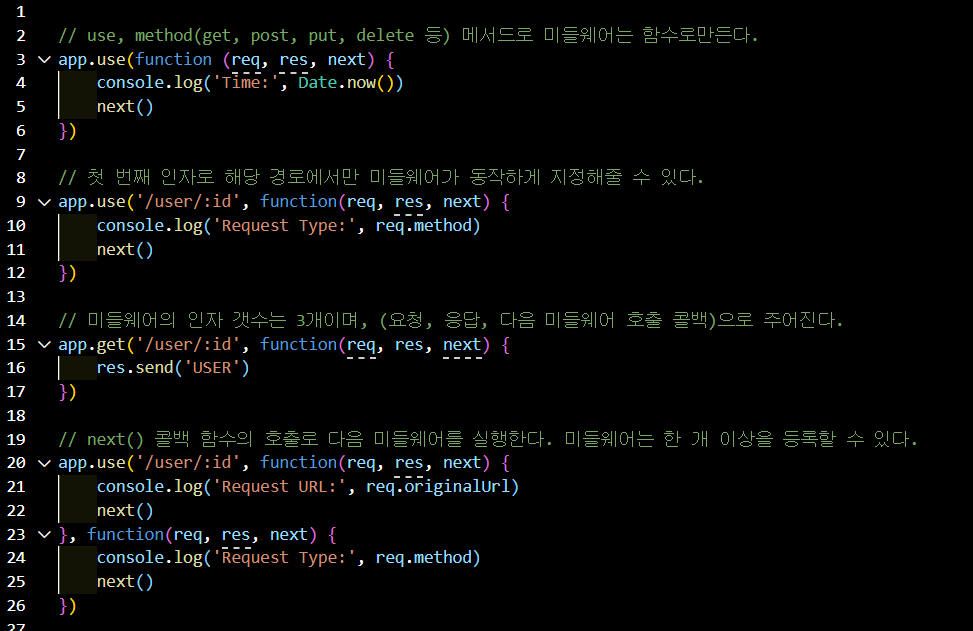 1
2 // use, method(get, post, put, delete 등) 메서드로 미들웨어는 함수로만든다.
3 app.use(function (req, res, next) {
4 console.log('Time:', Date.now())
5 next()
6 })
7
8 // 첫 번째 인자로 해당 경로에서만 미들웨어가 동작하게 지정해줄 수 있다.
9 app.use('/user/:id', function(req, res, next) {
10 console.log('Request Type:', req.method)
11 next()
12 })
13
14 // 미들웨어의 인자 갯수는 3개이며, (요청, 응답, 다음 미들웨어 호출 콜백)으로 주어진다.
15 app.get('/user/:id', function(req, res, next) {
16 res.send('USER')
17 })
18
19 // next() 콜백 함수의 호출로 다음 미들웨어를 실행한다. 미들웨어는 한 개 이상을 등록할 수 있다.
20 app.use('/user/:id', function(req, res, next) {
21 console.log('Request URL:', req.originalUrl)
22 next()
23 }, function(req, res, next) {
24 console.log('Request Type:', req.method)
25 next()
26 })
27